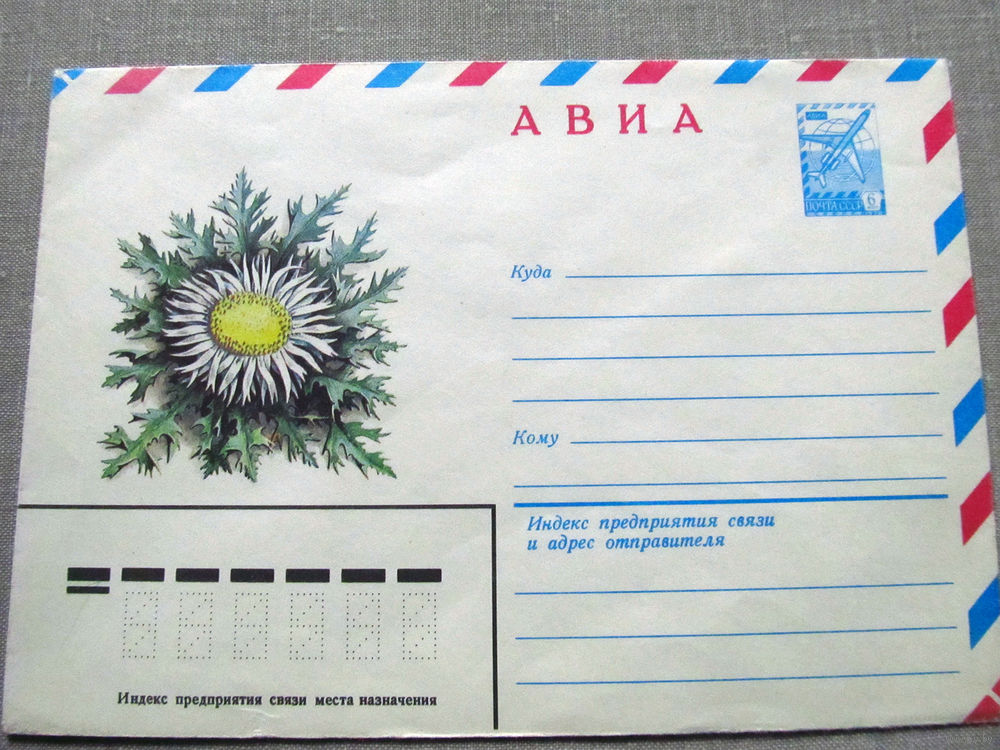 АВИА
АВИА
ПОЧТА СССР 6
Куда
Кому
Индекс предприятия связи
и адрес отправителя
Индекс предприятия связи места назначения